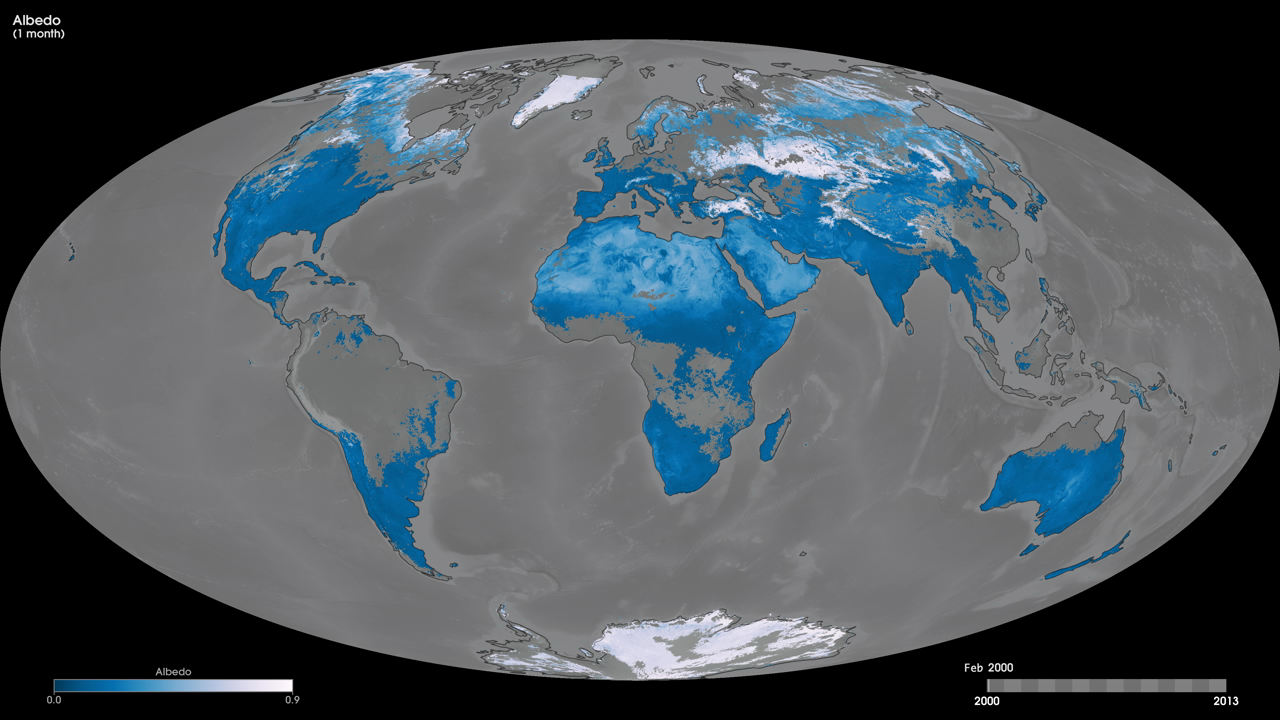 Albedo
(1 month)
Albedo
0.0 0.9
Feb 2000
2000 2013